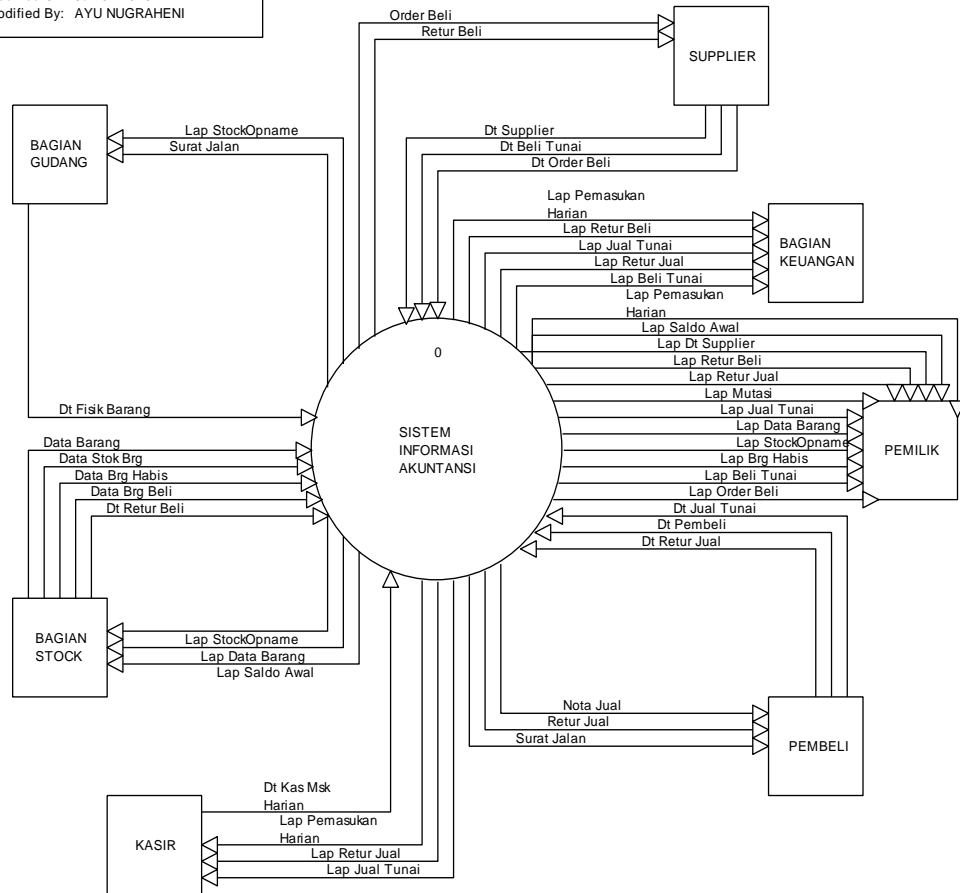 Modified By: AYU NUGRAHENI
Order Beli
Retur Beli
SUPPLIER
Lap StockOpname
Surat Jalan
BAGIAN
GUDANG
Dt Supplier
Dt Beli Tunai
Dt Order Beli
Lap Pemasukan
Harian
Lap Retur Beli
Lap Jual Tunai
Lap Retur Jual
Lap Beli Tunai
BAGIAN
KEUANGAN
Lap Pemasukan
Harian
Lap Saldo Awal
Lap Dt Supplier
Lap Retur Beli
Lap Retur Jual
Lap Mutasi
Lap Jual Tunai
Lap Data Barang
Lap StockOpname
Lap Brg Habis
Lap Beli Tunai
Lap Order Beli
PEMILIK
0
SISTEM
INFORMASI
AKUNTANSI
Dt Fisik Barang
Data Barang
Data Stok Brg
Data Brg Habis
Data Brg Beli
Dt Retur Beli
Dt Jual Tunai
Dt Pembeli
Dt Retur Jual
BAGIAN
STOCK
Lap StockOpname
Lap Data Barang
Lap Saldo Awal
Nota Jual
Retur Jual
Surat Jalan
PEMBELI
Dt Kas Msk
Harian
Lap Pemasukan
Harian
Lap Retur Jual
Lap Jual Tunai
KASIR